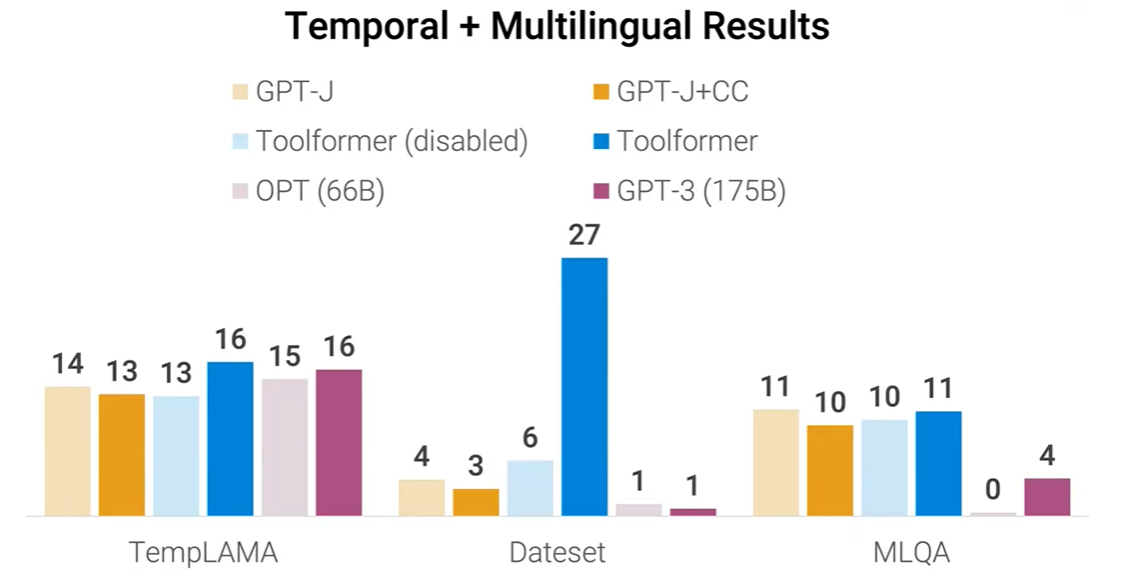 Temporal + Multilingual Results
GPT-J GPT-J+CC
Toolformer (disabled) Toolformer
OPT (66B) GPT-3 (175B)
27
14 13 13 16 15 16
4 3 6 1 1
11 10 10 11 0 4
TempLAMA Dateset MLQA